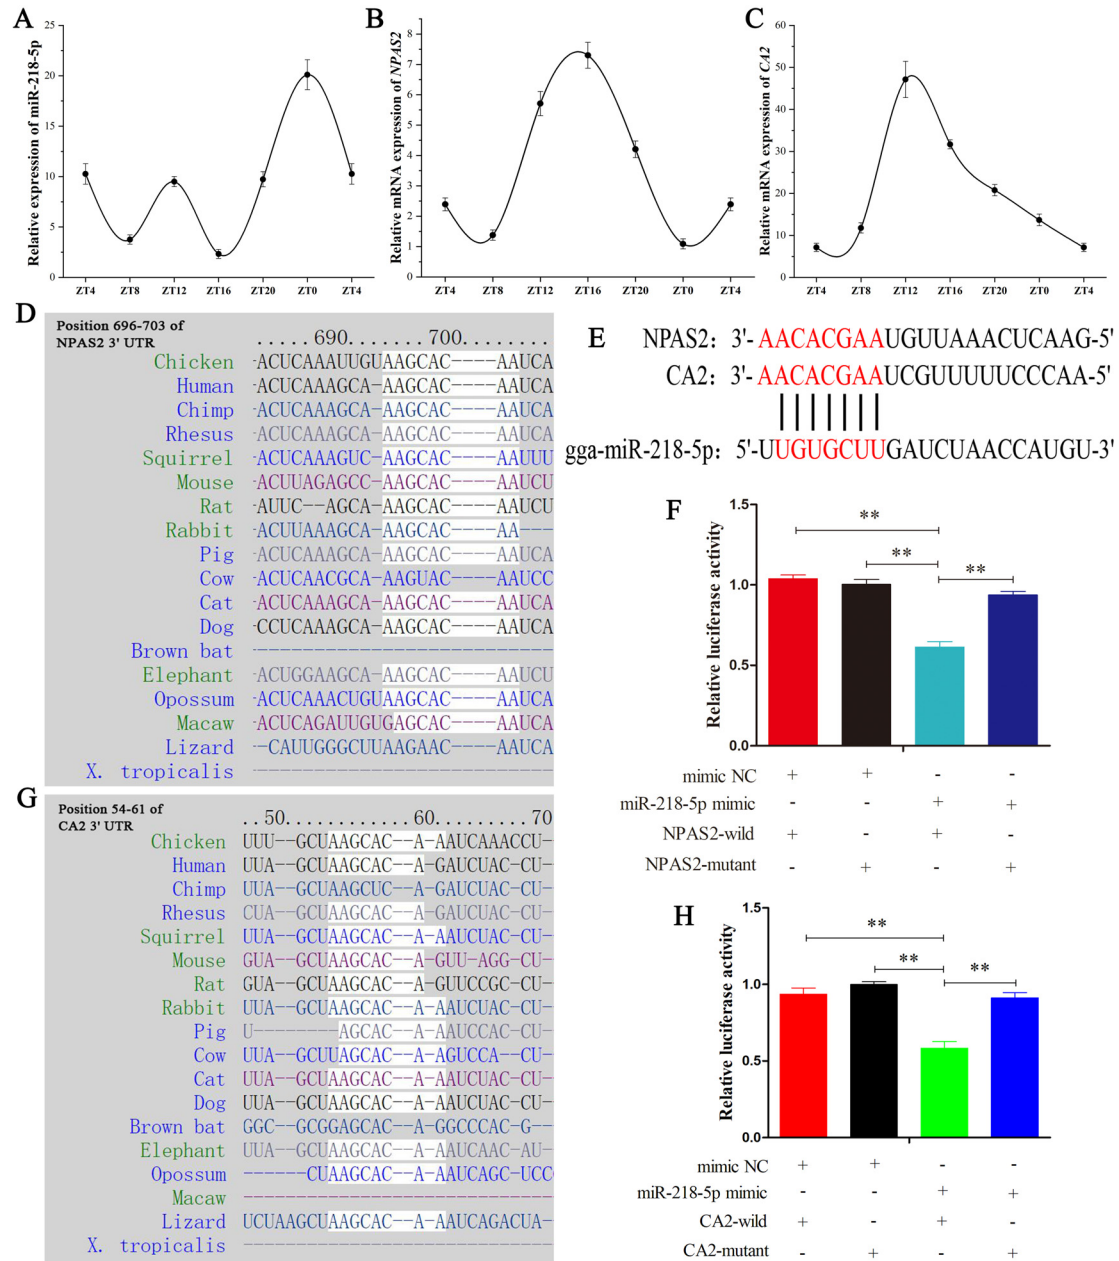 A
Relative expression of miR-218-5p
25
20
15
10
5
0
ZT4 ZT8 ZT12 ZT16 ZT20 ZT0 ZT4
B
Relative mRNA expression of NPAS2
8
7
6
5
4
3
2
1
0
ZT4 ZT8 ZT12 ZT16 ZT20 ZT0 ZT4
C
Relative mRNA expression of CA2
60
50
40
30
20
10
0
ZT4 ZT8 ZT12 ZT16 ZT20 ZT0 ZT4
D
Position 696-703 of
NPAS2 3' UTR
.....690.......700........
Chicken -ACUCAAAUUGUAAGCAC----AAUCA
Human -ACUCAAAGCA-AAGCAC----AAUCA
Chimp -ACUCAAAGCA-AAGCAC----AAUCA
Rhesus -ACUCAAAGCA-AAGCAC----AAUCA
Squirrel -ACUCAAAGUC-AAGCAC----AAUUU
Mouse -ACUUAGAGCC-AAGCAC----AAUCU
Rat -AUUC--AGCA-AAGCAC----AAUCU
Rabbit -ACUUAAAGCA-AAGCAC----AA---
Pig -ACUCAAAGCA-AAGCAC----AAUCA
Cow -ACUCAACGCA-AAGUAC----AAUCC
Cat -ACUCAAAGCA-AAGCAC----AAUCA
Dog -CCUCAAAGCA-AAGCAC----AAUCA
Brown bat --------------------------
Elephant -ACUGGAAGCA-AAGCAC----AAUCU
Opossum -ACUCAAACUGUAAGCAC----AAUCA
Macaw -ACUCAGAUUGUGAGCAC----AAUCA
Lizard --CAUUGGGCUUAAGAAC----AAUCA
X. tropicalis --------------------------
E
NPAS2: 3'- AACACGAAUGUUAAACUCAAG-5'
CA2: 3'- AACACGAAUCGUUUUUCCCAA-5'
gga-miR-218-5p: 5'-UUGUGCUUGAUCUAACCAUGU-3'
F
Relative luciferase activity
1.5
1.0
0.5
0.0
**
**
**
mimic NC + + - -
miR-218-5p mimic - - + +
NPAS2-wild + - + -
NPAS2-mutant - + - +
G
Position 54-61 of
CA2 3' UTR
..50...........60........70
Chicken UUU--GCUAAGCAC--A-AAUCAAACCU-
Human UUA--GCUAAGCAC--A-GAUCUAC-CU-
Chimp UUA--GCUAAGCUC--A-GAUCUAC-CU-
Rhesus CUA--GCUAAGCAC--A-GAUCUAC-CU-
Squirrel UUA--GCUAAGCAC--A-AAUCUAC-CU-
Mouse GUA--GCUAAGCAC--A-GUU-AGG-CU-
Rat GUA--GCUAAGCAC--A-GUUCCGC-CU-
Rabbit UUA--GCUAAGCAC--A-AAUCUAC-CU-
Pig U--------AGCAC--A-AAUCCAC-CU-
Cow UUA--GCUUAGCAC--A-AGUCCA--CU-
Cat UUA--GCUAAGCAC--A-AAUCUAC-CU-
Dog UUA--GCUAAGCAC--A-AAUCUAC-CU-
Brown bat GGC--GCGGAGCAC--A-GGCCCAC-G--
Elephant UUA--GCUAAGCAC--A-AAUCAAC-AU-
Opossum ------CUAAGCAC--A-AAUCAGC-UCC
Macaw -----------------------------
Lizard UCUAAGCUAAGCAC--A-AAUCAGACUA-
X. tropicalis -----------------------------
H
Relative luciferase activity
1.5
1.0
0.5
0.0
**
**
**
mimic NC + + - -
miR-218-5p mimic - - + +
CA2-wild + - + -
CA2-mutant - + - +